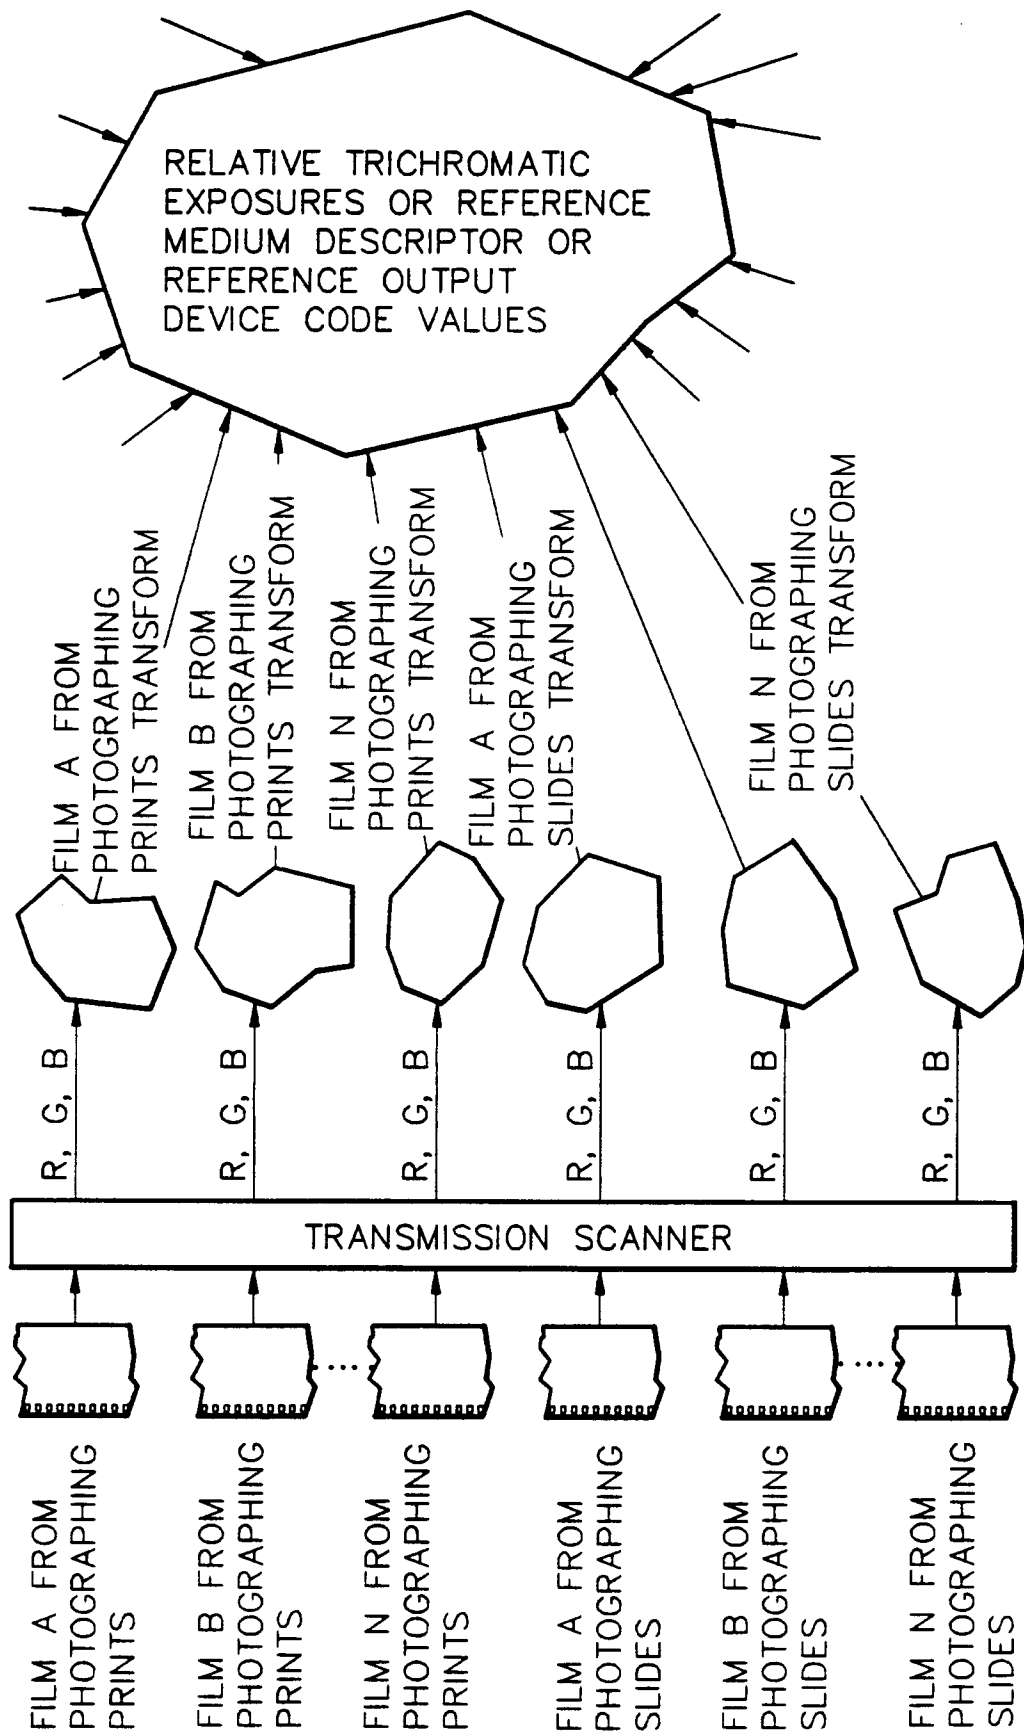 RELATIVE TRICHROMATIC
EXPOSURES OR REFERENCE
MEDIUM DESCRIPTOR OR
REFERENCE OUTPUT
DEVICE CODE VALUES
FILM A FROM
PHOTOGRAPHING
PRINTS TRANSFORM
FILM B FROM
PHOTOGRAPHING
PRINTS TRANSFORM
FILM N FROM
PHOTOGRAPHING
PRINTS TRANSFORM
FILM A FROM
PHOTOGRAPHING
SLIDES TRANSFORM
FILM N FROM
PHOTOGRAPHING
SLIDES TRANSFORM
R, G, B
R, G, B
R, G, B
R, G, B
R, G, B
R, G, B
TRANSMISSION SCANNER
FILM A FROM
PHOTOGRAPHING
PRINTS
FILM B FROM
PHOTOGRAPHING
PRINTS
FILM N FROM
PHOTOGRAPHING
PRINTS
FILM A FROM
PHOTOGRAPHING
SLIDES
FILM B FROM
PHOTOGRAPHING
SLIDES
FILM N FROM
PHOTOGRAPHING
SLIDES